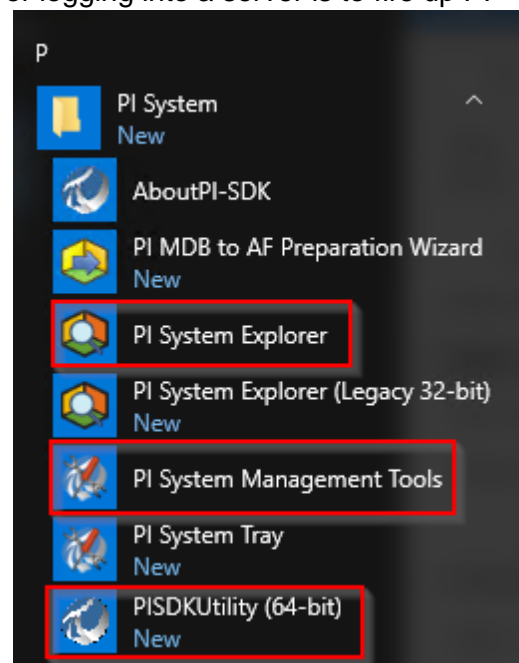 P
PI System
New
AboutPI-SDK
PI MDB to AF Preparation Wizard
New
PI System Explorer
PI System Explorer (Legacy 32-bit)
New
PI System Management Tools
PI System Tray
New
PISDKUtility (64-bit)
New